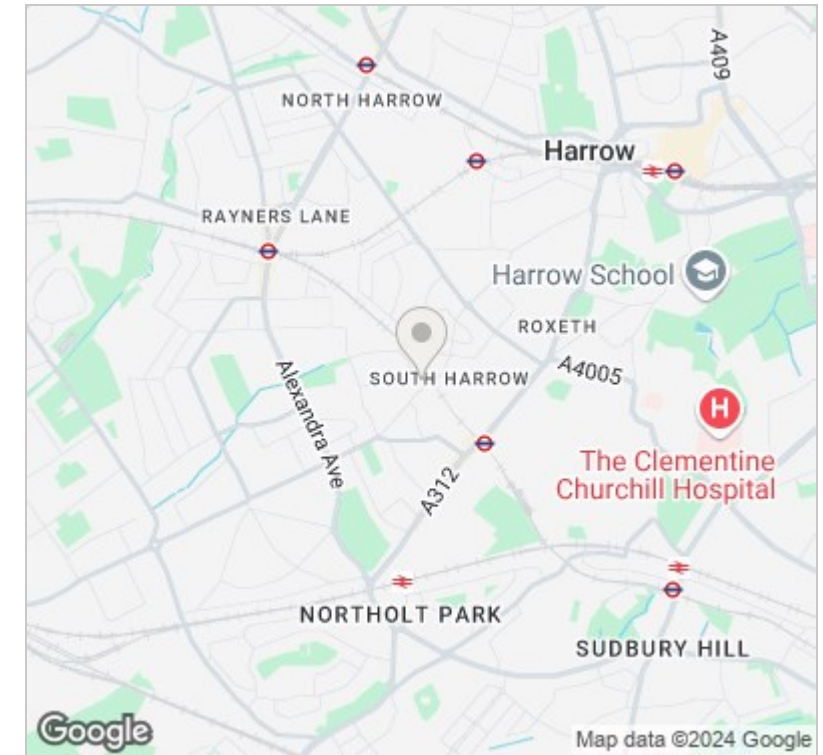 A409
NORTH HARROW
Harrow
RAYNERS LANE
Harrow School
ROXETH
SOUTH HARROW
A4005
Alexandra Ave
H
The Clementine
Churchill Hospital
A312
NORTHOLT PARK
SUDBURY HILL
Google
Map data ©2024 Google